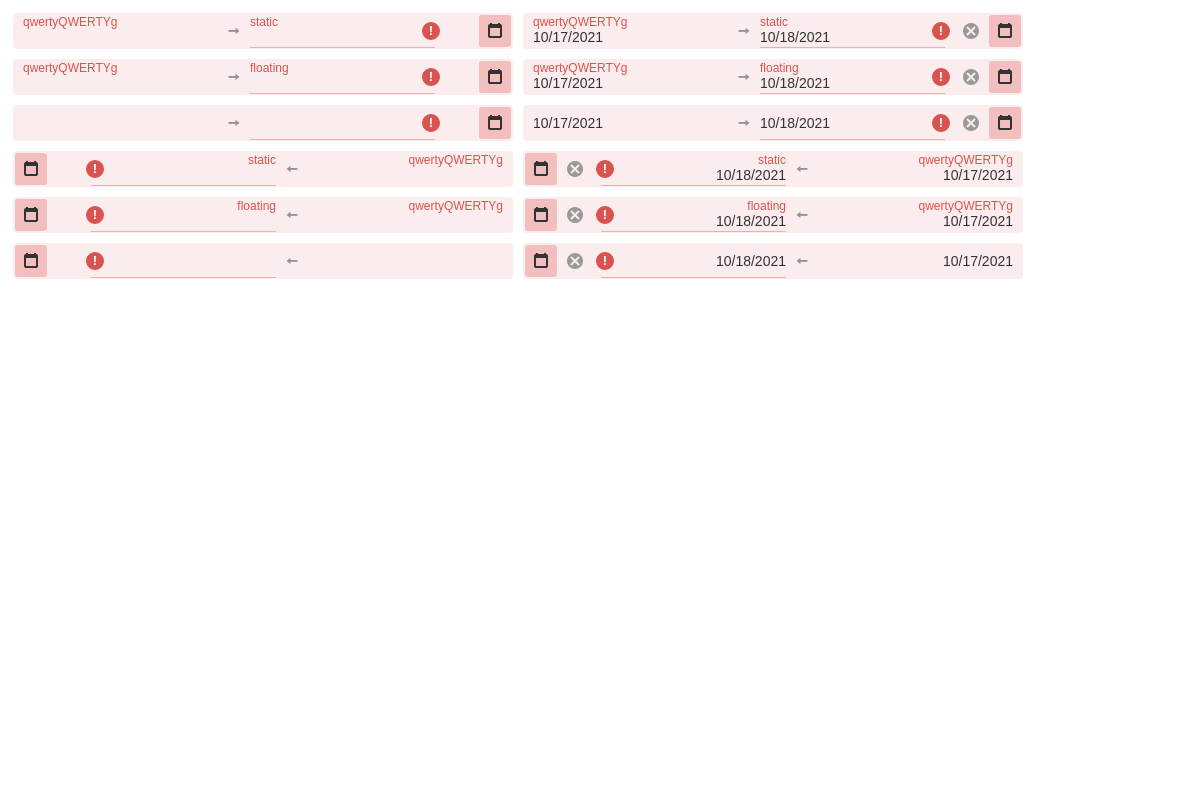 qwertyQWERTYg static qwertyQWERTYg static
10/17/2021 10/18/2021
qwertyQWERTYg floating qwertyQWERTYg floating
10/17/2021 10/18/2021
10/17/2021 10/18/2021
static qwertyQWERTYg static qwertyQWERTYg
10/18/2021 10/17/2021
floating qwertyQWERTYg floating qwertyQWERTYg
10/18/2021 10/17/2021
10/18/2021 10/17/2021